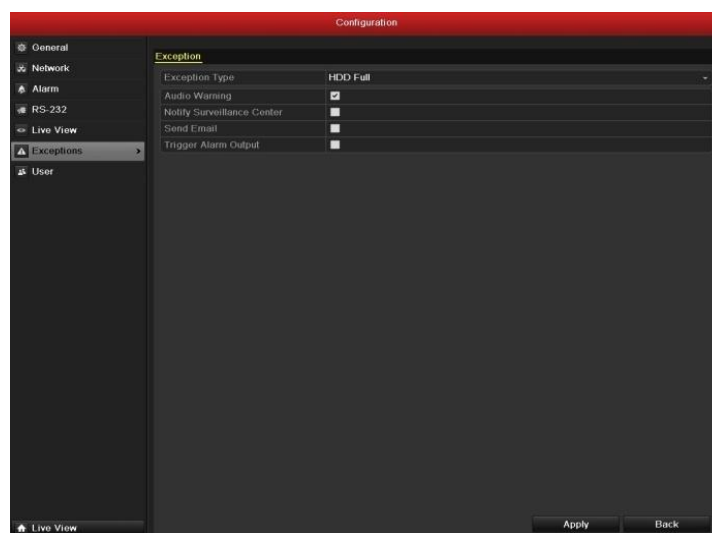 Configuration
General
Network
Alarm
RS-232
Live View
Exceptions
User
Exception
Exception Type HDD Full
Audio Warning
Notify Surveillance Center
Send Email
Trigger Alarm Output
Live View
Apply Back